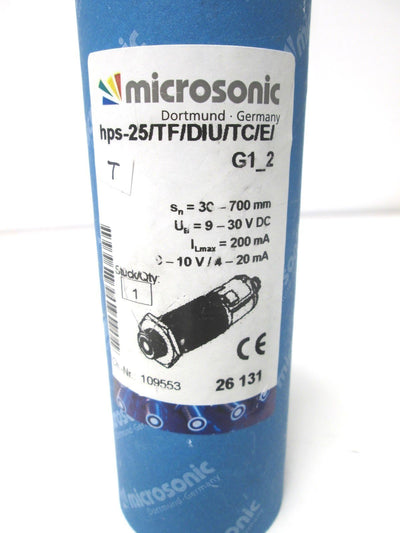 microsonic
Dortmund · Germany
hps-25/TF/DIU/TC/E/
G1_2
T
sn = 30 – 700 mm
UB = 9 – 30 V DC
ILmax = 200 mA
0 – 10 V / 4 – 20 mA
Stück/Qty
1
CE
109553
26 131
microsonic
Dortmund · Germany